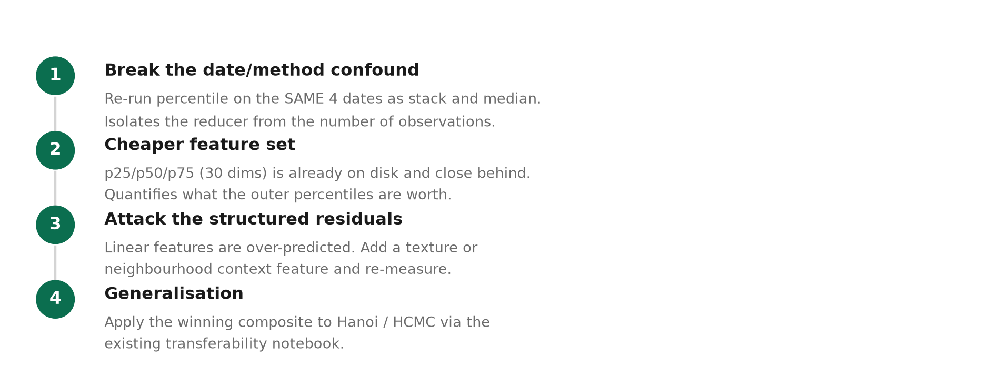 1
Break the date/method confound
Re-run percentile on the SAME 4 dates as stack and median.
Isolates the reducer from the number of observations.
2
Cheaper feature set
p25/p50/p75 (30 dims) is already on disk and close behind.
Quantifies what the outer percentiles are worth.
3
Attack the structured residuals
Linear features are over-predicted. Add a texture or
neighbourhood context feature and re-measure.
4
Generalisation
Apply the winning composite to Hanoi / HCMC via the
existing transferability notebook.